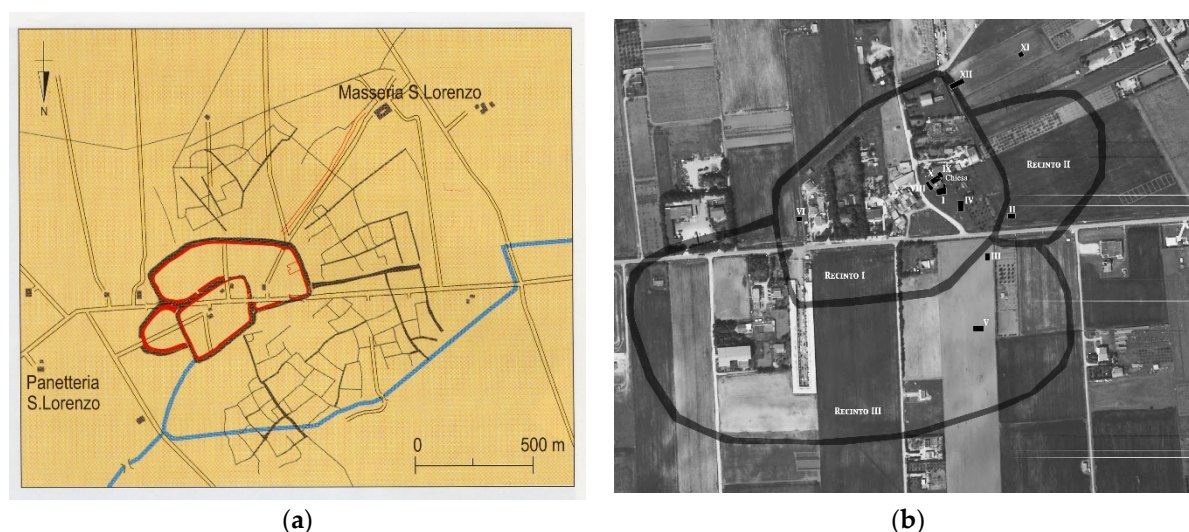 N
Masseria S. Lorenzo
Panetteria
S.Lorenzo
0
500 m
(a)
XI
XII
RECINTO II
IX
X
Chiesa
VIII
I
IV
VI
II
III
RECINTO I
V
RECINTO III
(b)